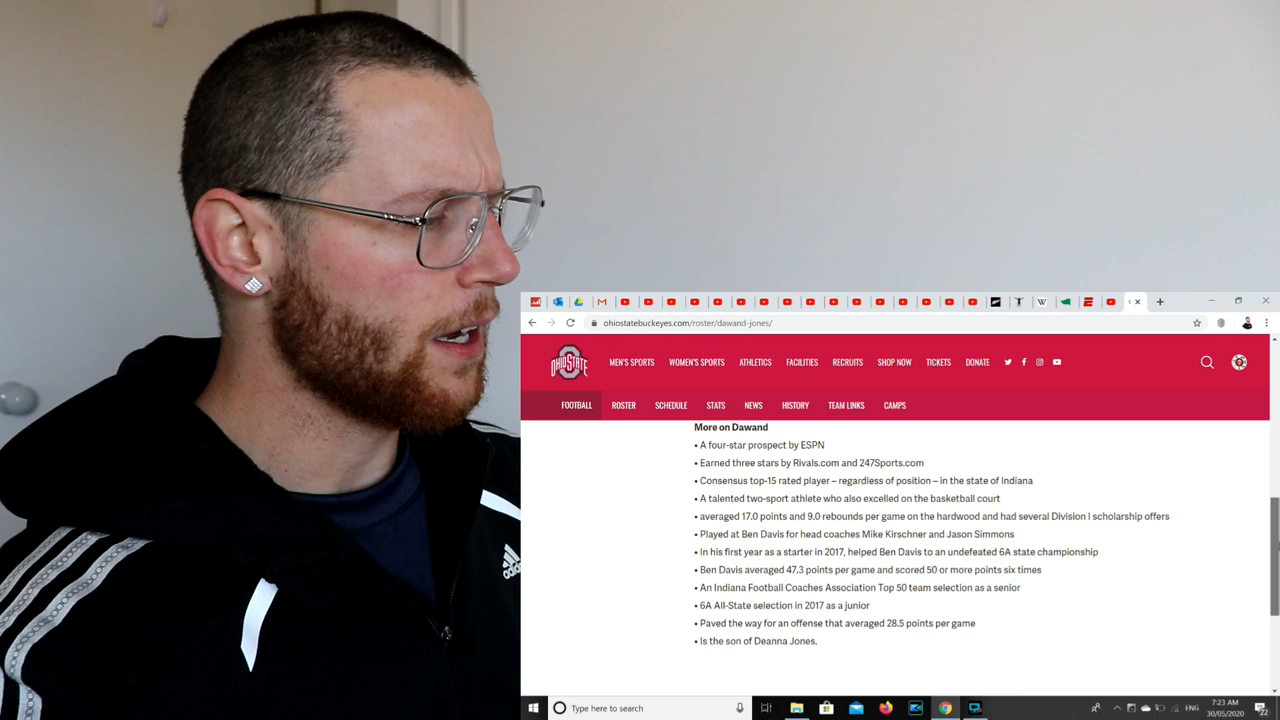 ohiostatebuckeyes.com/roster/dawand-jones/
OHIO STATE
MEN'S SPORTS WOMEN'S SPORTS ATHLETICS FACILITIES RECRUITS SHOP NOW TICKETS DONATE
FOOTBALL ROSTER SCHEDULE STATS NEWS HISTORY TEAM LINKS CAMPS
More on Dawand
• A four-star prospect by ESPN
• Earned three stars by Rivals.com and 247Sports.com
• Consensus top-15 rated player – regardless of position – in the state of Indiana
• A talented two-sport athlete who also excelled on the basketball court
• averaged 17.0 points and 9.0 rebounds per game on the hardwood and had several Division I scholarship offers
• Played at Ben Davis for head coaches Mike Kirschner and Jason Simmons
• In his first year as a starter in 2017, helped Ben Davis to an undefeated 6A state championship
• Ben Davis averaged 47.3 points per game and scored 50 or more points six times
• An Indiana Football Coaches Association Top 50 team selection as a senior
• 6A All-State selection in 2017 as a junior
• Paved the way for an offense that averaged 28.5 points per game
• Is the son of Deanna Jones.
adidas
Type here to search
ENG
7:23 AM
30/05/2020
22